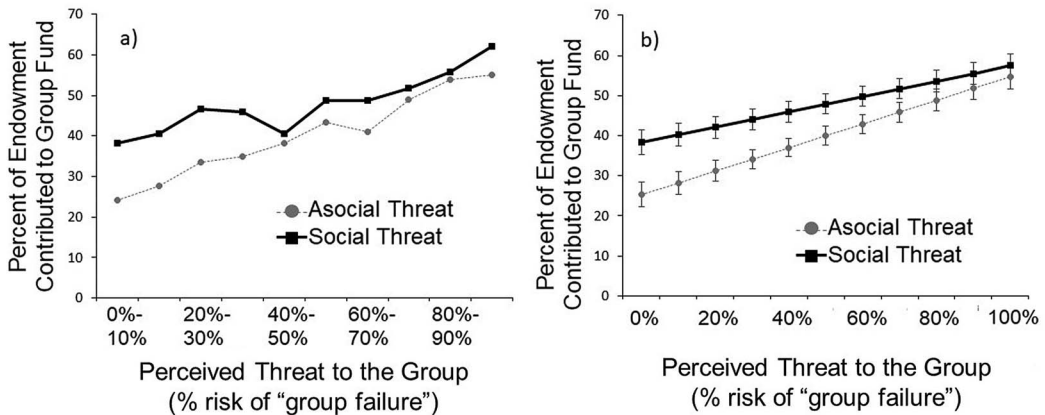 a)
Percent of Endowment
Contributed to Group Fund
70
60
50
40
30
20
10
0
Asocial Threat
Social Threat
0%- 20%- 40%- 60%- 80%-
10% 30% 50% 70% 90%
Perceived Threat to the Group
(% risk of “group failure”)
b)
Percent of Endowment
Contributed to Group Fund
70
60
50
40
30
20
10
0
Asocial Threat
Social Threat
0% 20% 40% 60% 80% 100%
Perceived Threat to the Group
(% risk of “group failure”)